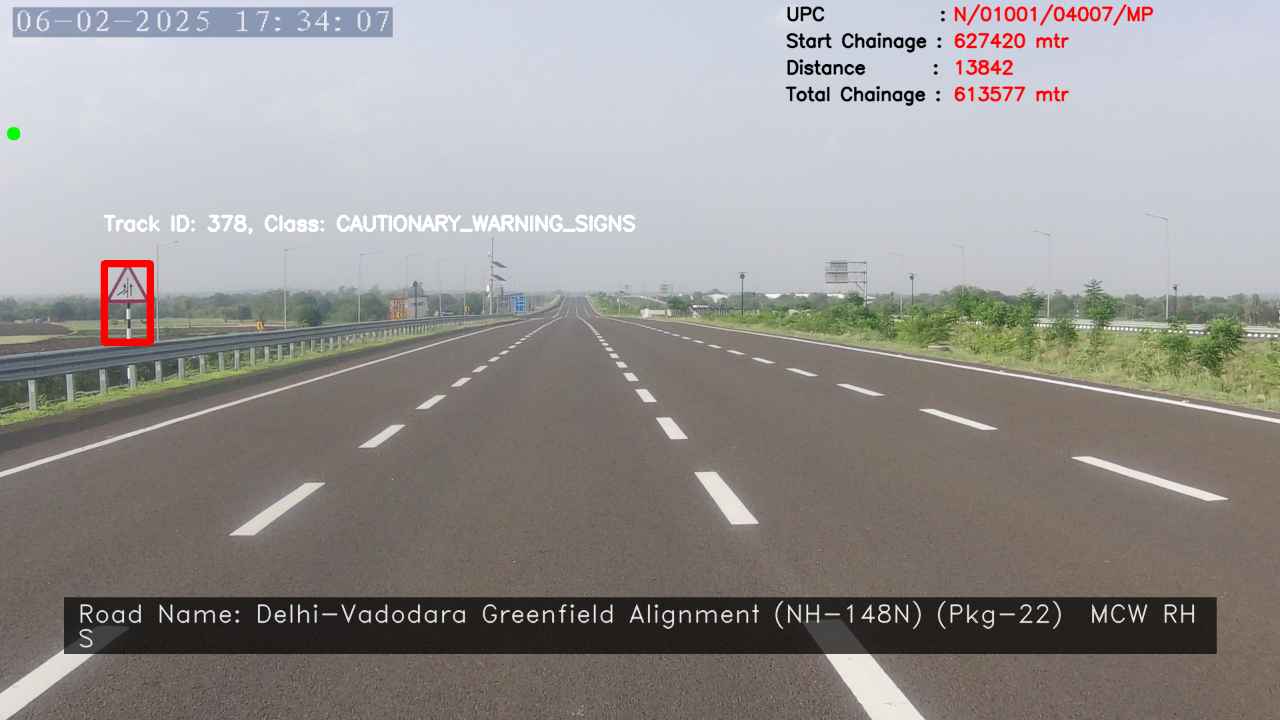 06-02-2025 17:34:07
UPC : N/01001/04007/MP
Start Chainage : 627420 mtr
Distance : 13842
Total Chainage : 613577 mtr
Track ID: 378, Class: CAUTIONARY_WARNING_SIGNS
Road Name: Delhi-Vadodara Greenfield Alignment (NH-148N) (Pkg-22) MCW RH
S